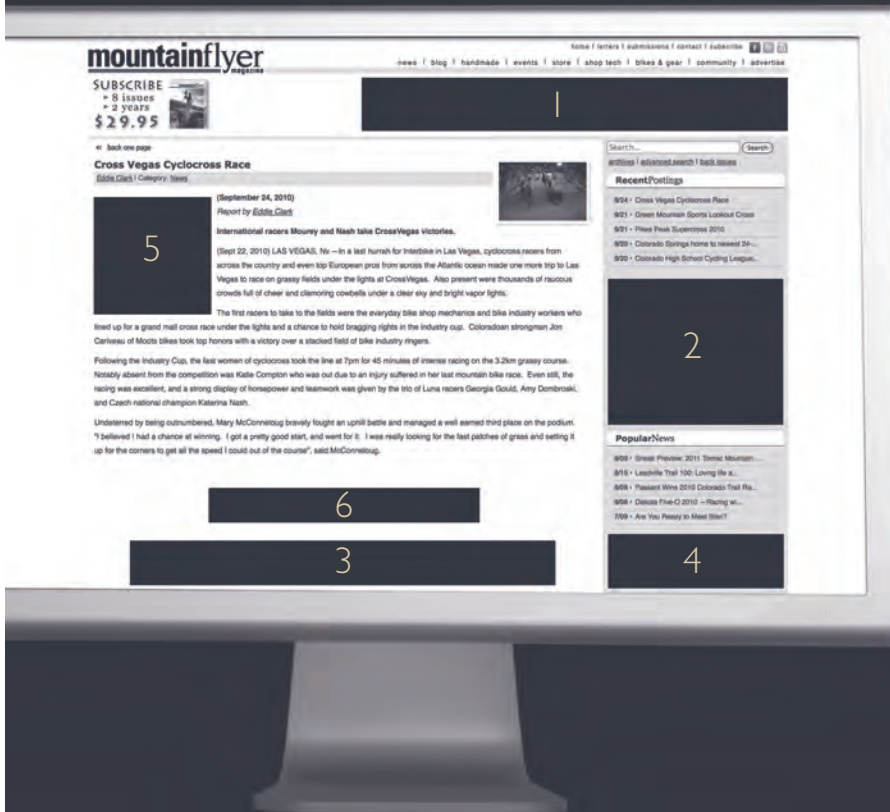 mountainflyer
magazine
home | letters | submissions | contact | subscribe
news | blog | handmade | events | store | shop tech | bikes & gear | community | advertise
SUBSCRIBE
▸ 8 issues
▸ 2 years
$29.95
1
back one page
Cross Vegas Cyclocross Race
Eddie Clark | Category: News
(September 24, 2010)
Report by Eddie Clark
International racers Mourey and Nash take CrossVegas victories.
(Sept 22, 2010) LAS VEGAS, Nv – In a last hurrah for Interbike in Las Vegas, cyclocross racers from
across the country and even top European pros from across the Atlantic ocean made one more trip to Las
Vegas to race on grassy fields under the lights at CrossVegas. Also present were thousands of raucous
crowds full of cheer and clamoring cowbells under a clear sky and bright vapor lights.
The first racers to take to the fields were the everyday bike shop mechanics and bike industry workers who
lined up for a grand mall cross race under the lights and a chance to hold bragging rights in the industry cup. Coloradoan strongman Jon
Cariveau of Moots bikes took top honors with a victory over a stacked field of bike industry ringers.
Following the Industry Cup, the fast women of cyclocross took the line at 7pm for 45 minutes of intense racing on the 3.2km grassy course.
Notably absent from the competition was Katie Compton who was out due to an injury suffered in her last mountain bike race. Even still, the
racing was excellent, and a strong display of horsepower and teamwork was given by the trio of Luna racers Georgia Gould, Amy Dombroski,
and Czech national champion Katerina Nash.
Undeterred by being outnumbered, Mary McConneloug bravely fought an uphill battle and managed a well earned third place on the podium.
"I believed I had a chance at winning. I got a pretty good start, and went for it. I was really looking for the fast patches of grass and setting it
up for the corners to get all the speed I could out of the course", said McConneloug.
5
6
3
Search... Search
archives | advanced search | back issues
RecentPostings
9/24 • Cross Vegas Cyclocross Race
9/21 • Green Mountain Sports Lookout Cross
9/21 • Pikes Peak Supercross 2010
9/20 • Colorado Springs home to newest 24-...
9/20 • Colorado High School Cycling League...
2
PopularNews
Sneak Preview: 2011 Tomac Mountain ...
Leadville Trail 100: Loving life a...
Passant Wins 2010 Colorado Trail Ra...
Dakota Five-O 2010 – Racing wi...
7/09 • Are You Ready to Meet Stan?
4